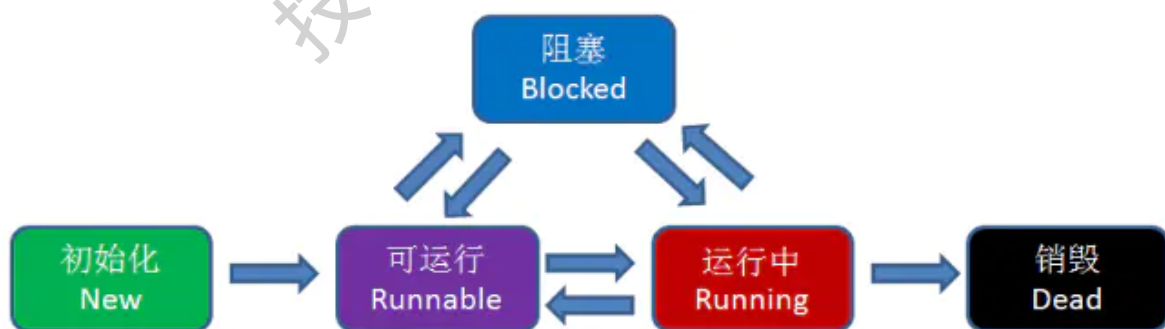 阻塞
Blocked
初始化
New
可运行
Runnable
运行中
Running
销毁
Dead